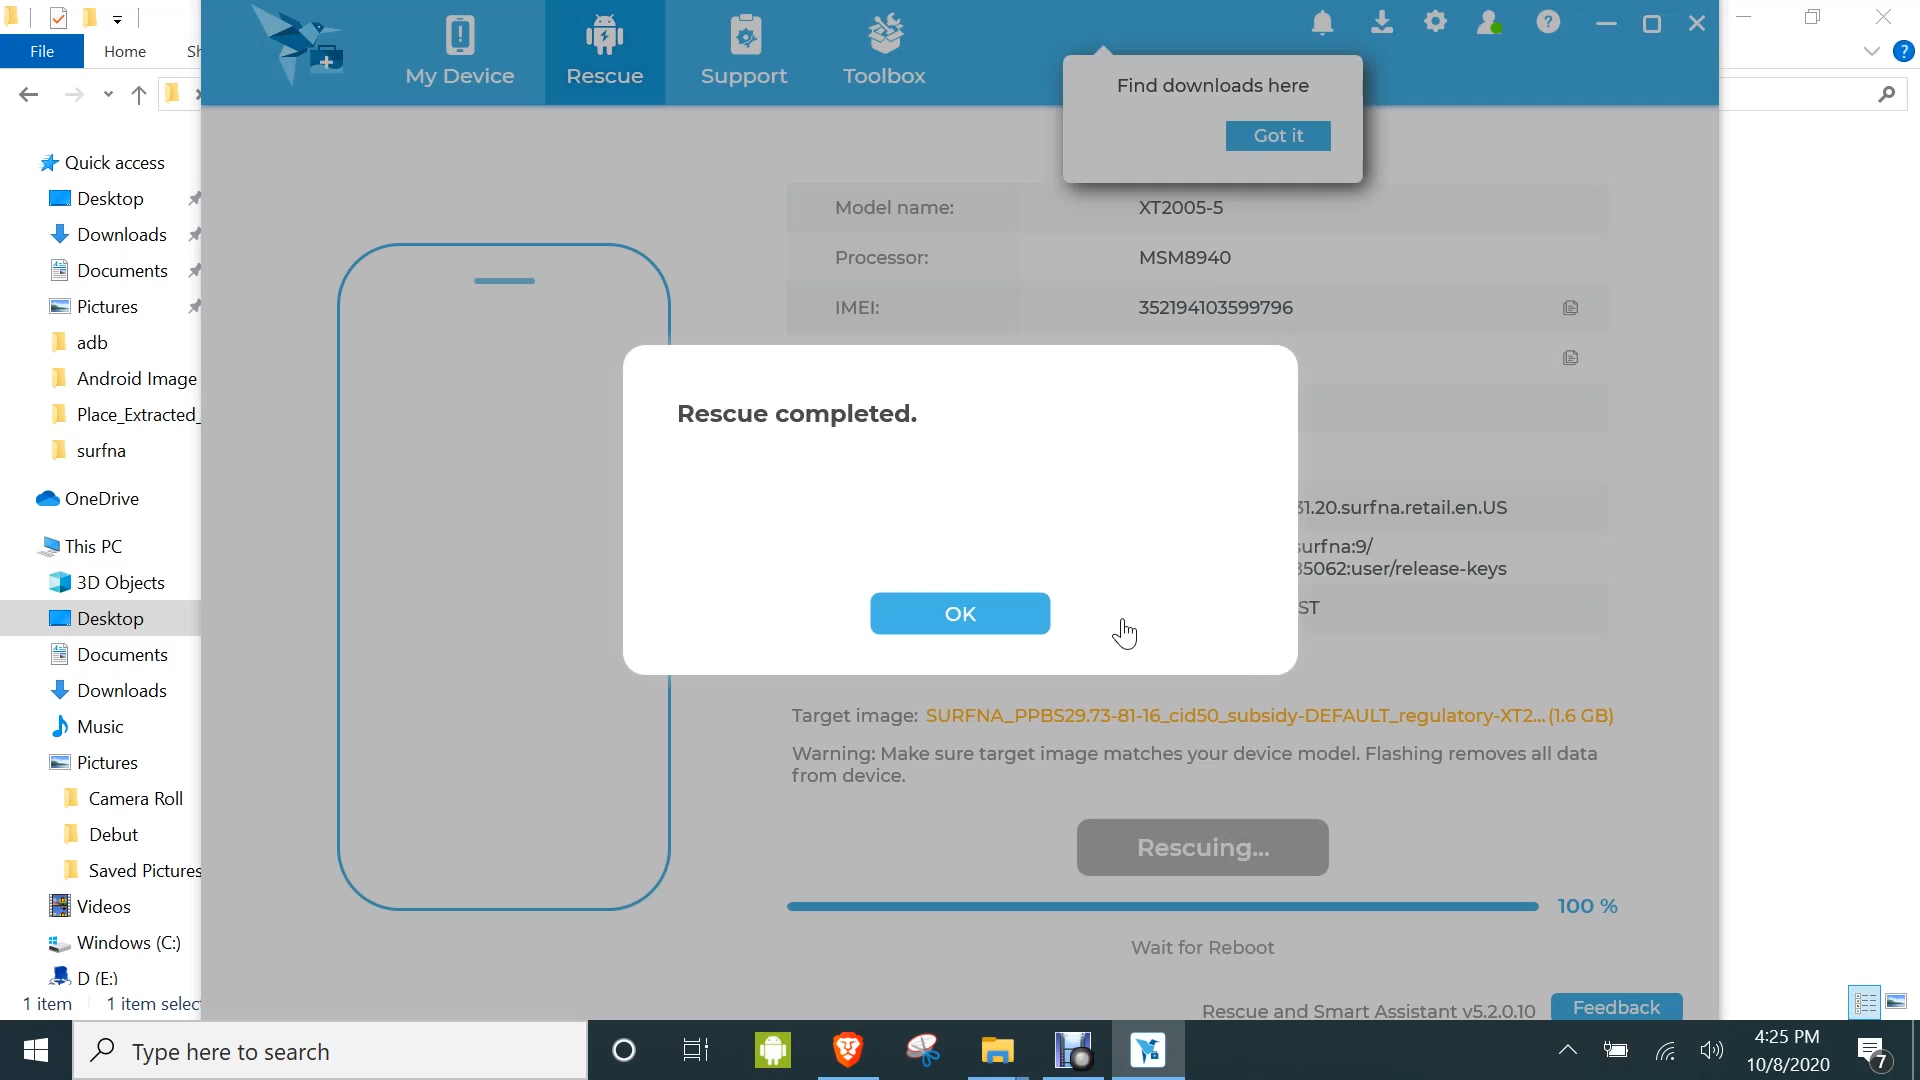 File
Home
My Device
Rescue
Support
Toolbox
Find downloads here
Got it
Quick access
Desktop
Downloads
Documents
Pictures
adb
Android Image
Place_Extracted_
surfna
OneDrive
This PC
3D Objects
Desktop
Documents
Downloads
Music
Pictures
Camera Roll
Debut
Saved Pictures
Videos
Windows (C:)
D (E:)
1 item
1 item selec
Model name: XT2005-5
Processor: MSM8940
IMEI: 352194103599796
31.20.surfna.retail.en.US
surfna:9/
35062:user/release-keys
ST
Rescue completed.
OK
Target image: SURFNA_PPBS29.73-81-16_cid50_subsidy-DEFAULT_regulatory-XT2... (1.6 GB)
Warning: Make sure target image matches your device model. Flashing removes all data
from device.
Rescuing...
100 %
Wait for Reboot
Rescue and Smart Assistant v5.2.0.10
Feedback
Type here to search
4:25 PM
10/8/2020
7